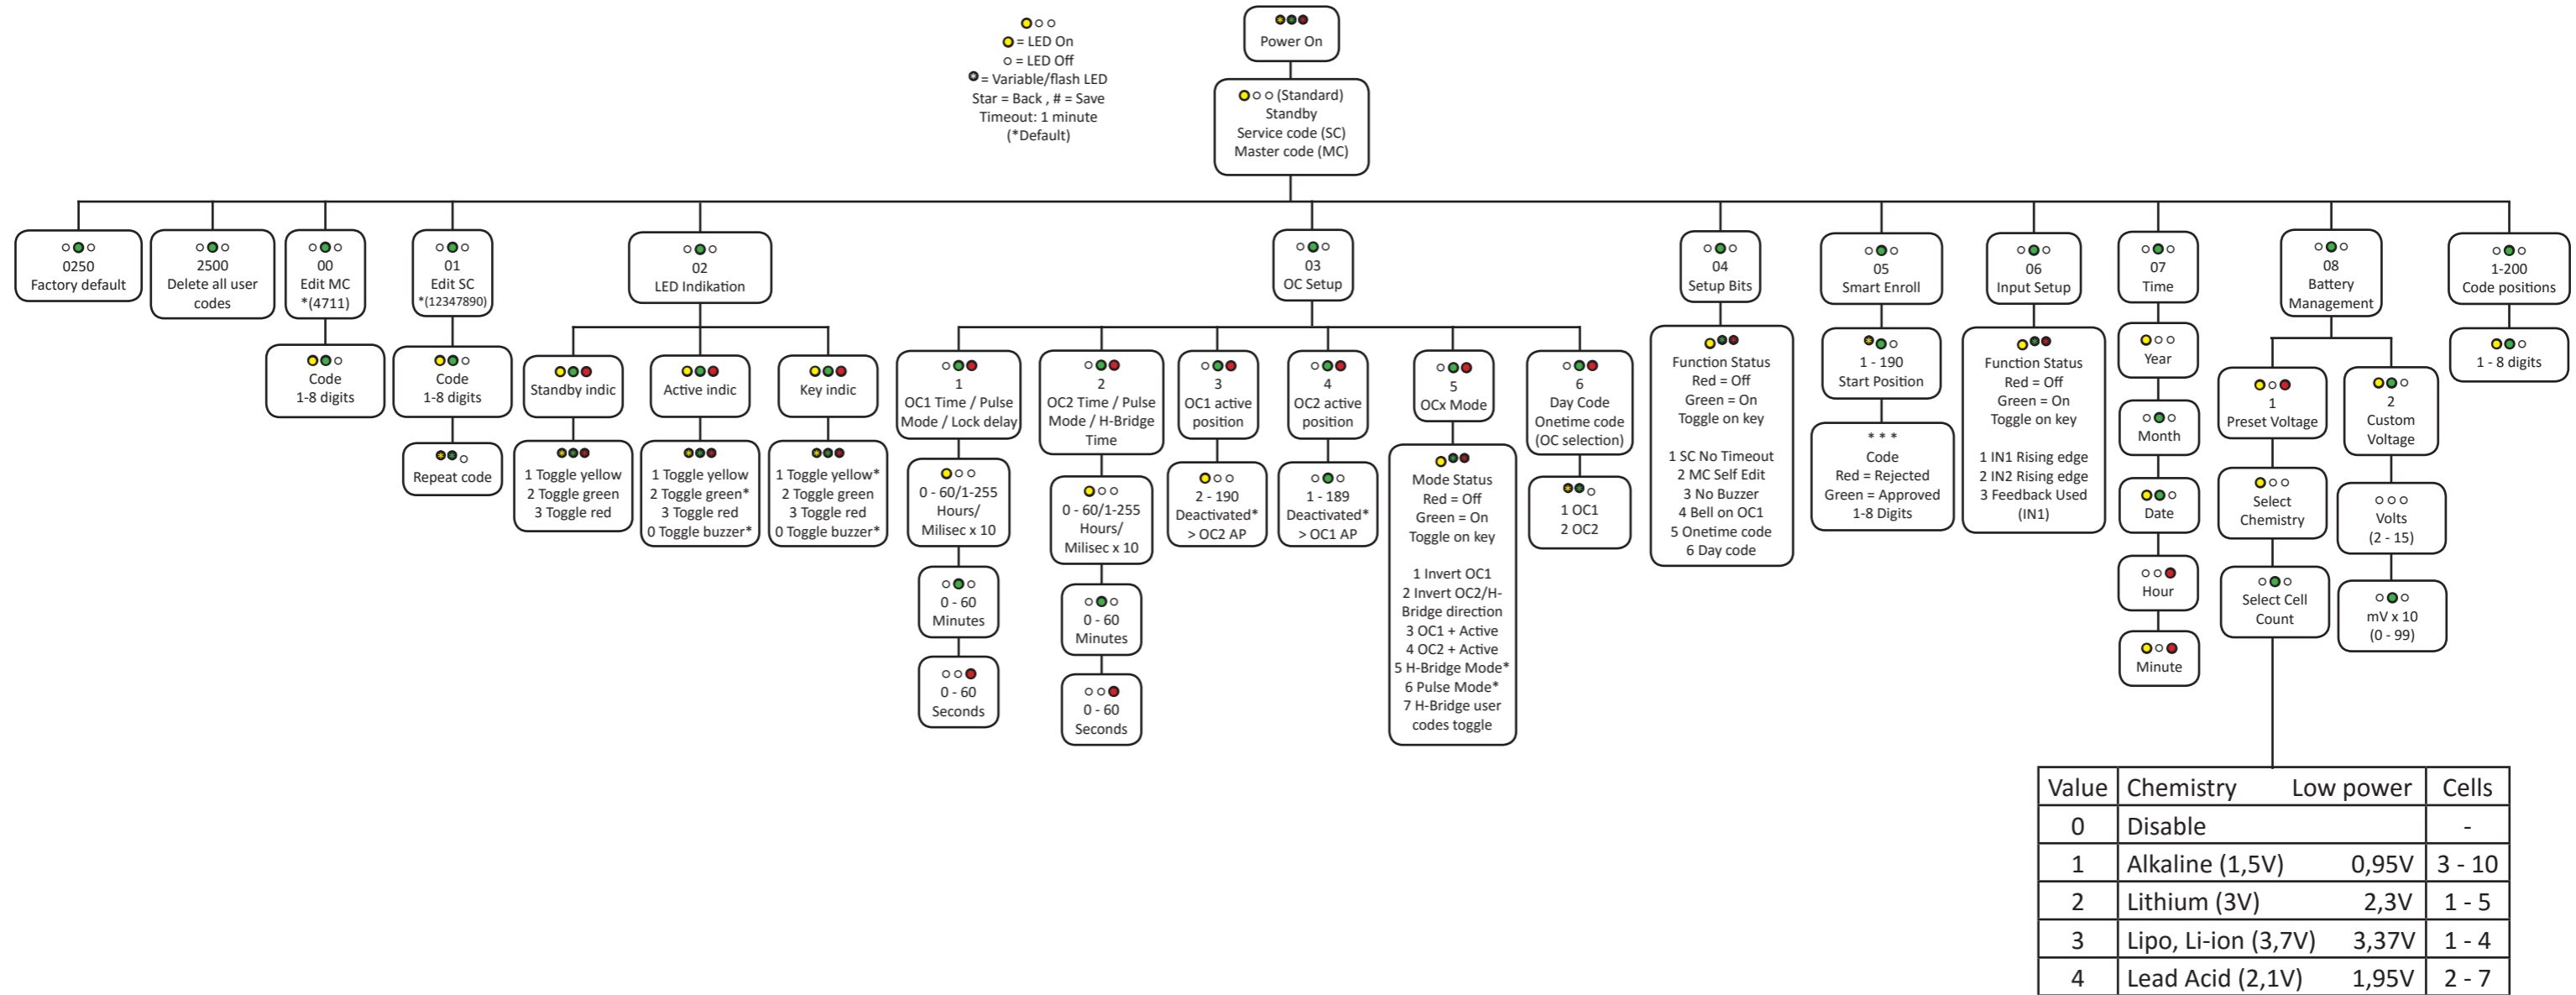 = LED On
= LED Off
= Variable/flash LED
Star = Back , # = Save
Timeout: 1 minute
(*Default)
Power On
(Standard)
Standby
Service code (SC)
Master code (MC)
0250
Factory default
2500
Delete all user
codes
00
Edit MC
*(4711)
Code
1-8 digits
01
Edit SC
*(12347890)
Code
1-8 digits
Repeat code
02
LED Indikation
Standby indic
1 Toggle yellow
2 Toggle green
3 Toggle red
Active indic
1 Toggle yellow
2 Toggle green*
3 Toggle red
0 Toggle buzzer*
Key indic
1 Toggle yellow*
2 Toggle green
3 Toggle red
0 Toggle buzzer*
03
OC Setup
1
OC1 Time / Pulse
Mode / Lock delay
0 - 60/1-255
Hours/
Milisec x 10
0 - 60
Minutes
0 - 60
Seconds
2
OC2 Time / Pulse
Mode / H-Bridge
Time
0 - 60/1-255
Hours/
Milisec x 10
0 - 60
Minutes
0 - 60
Seconds
3
OC1 active
position
2 - 190
Deactivated*
> OC2 AP
4
OC2 active
position
1 - 189
Deactivated*
> OC1 AP
5
OCx Mode
Mode Status
Red = Off
Green = On
Toggle on key
1 Invert OC1
2 Invert OC2/H-
Bridge direction
3 OC1 + Active
4 OC2 + Active
5 H-Bridge Mode*
6 Pulse Mode*
7 H-Bridge user
codes toggle
6
Day Code
Onetime code
(OC selection)
1 OC1
2 OC2
04
Setup Bits
Function Status
Red = Off
Green = On
Toggle on key
1 SC No Timeout
2 MC Self Edit
3 No Buzzer
4 Bell on OC1
5 Onetime code
6 Day code
05
Smart Enroll
1 - 190
Start Position
* * *
Code
Red = Rejected
Green = Approved
1-8 Digits
06
Input Setup
Function Status
Red = Off
Green = On
Toggle on key
1 IN1 Rising edge
2 IN2 Rising edge
3 Feedback Used
(IN1)
07
Time
Year
Month
Date
Hour
Minute
08
Battery
Management
1
Preset Voltage
Select
Chemistry
Select Cell
Count
2
Custom
Voltage
Volts
(2 - 15)
mV x 10
(0 - 99)
1-200
Code positions
1 - 8 digits
Value Chemistry Low power Cells
0 Disable -
1 Alkaline (1,5V) 0,95V 3 - 10
2 Lithium (3V) 2,3V 1 - 5
3 Lipo, Li-ion (3,7V) 3,37V 1 - 4
4 Lead Acid (2,1V) 1,95V 2 - 7